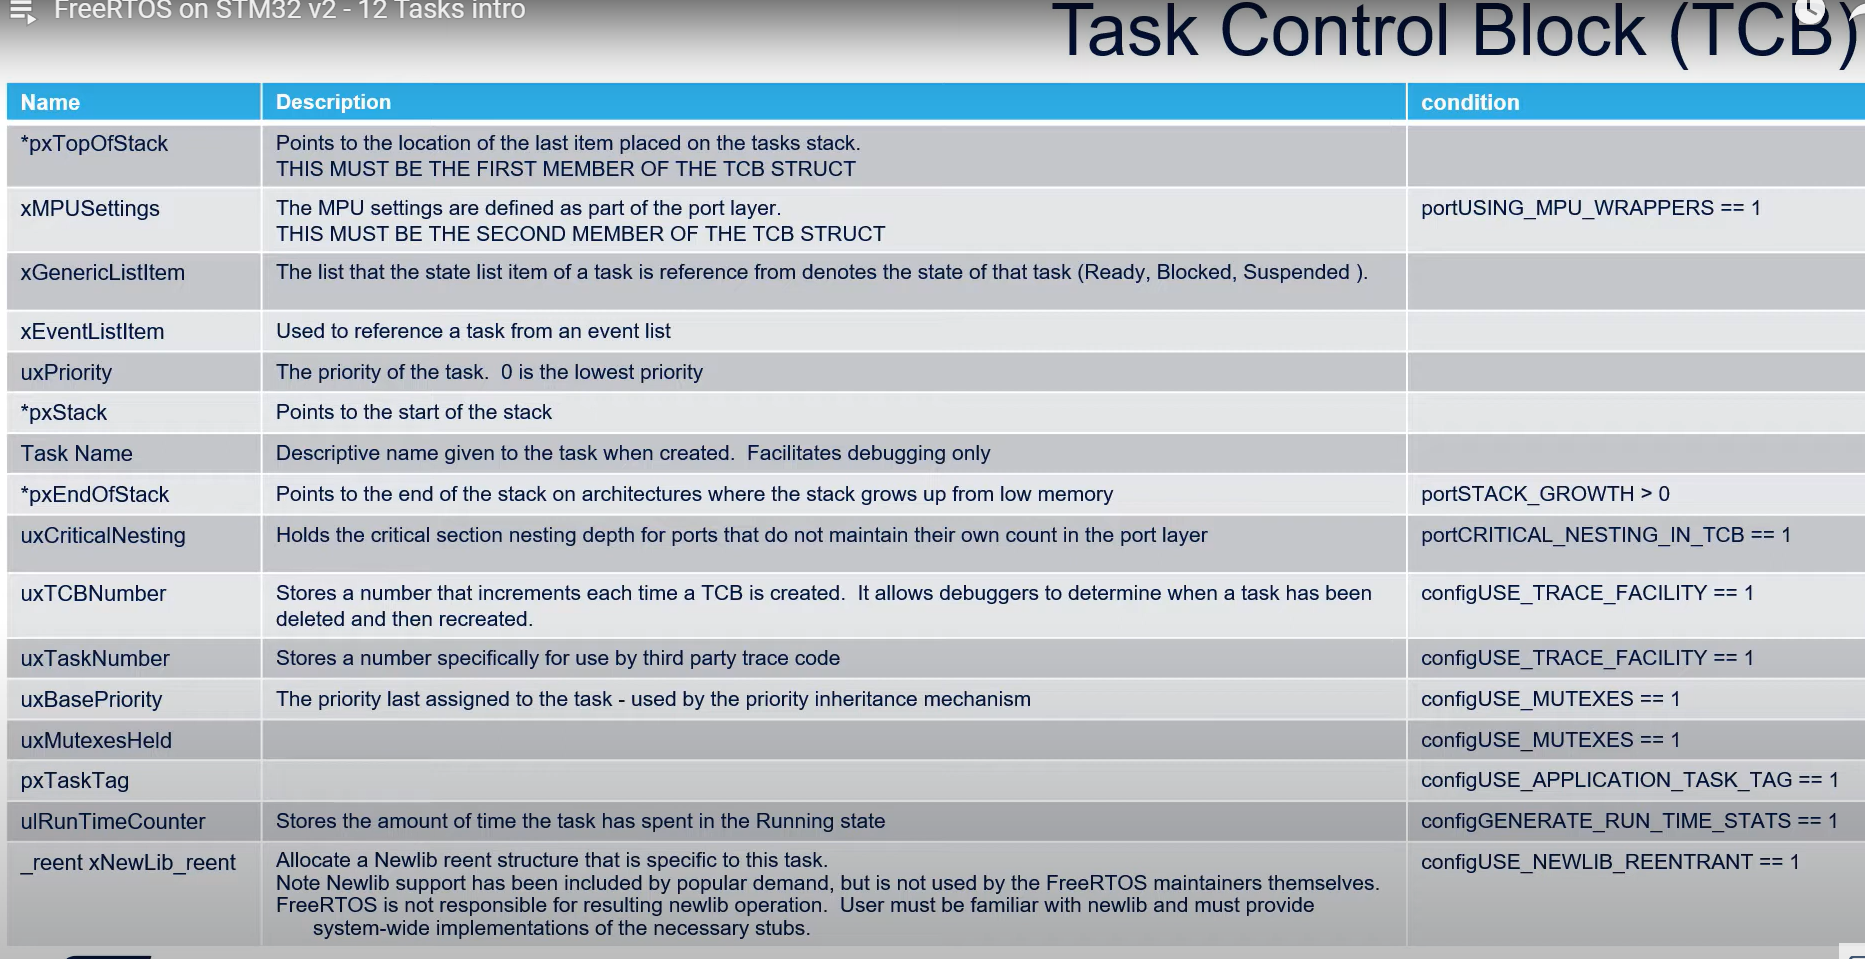 FreeRTOS on STM32 v2 - 12 Tasks intro
Task Control Block (TCB)
Name Description condition
*pxTopOfStack Points to the location of the last item placed on the tasks stack.
THIS MUST BE THE FIRST MEMBER OF THE TCB STRUCT
xMPUSettings The MPU settings are defined as part of the port layer. portUSING_MPU_WRAPPERS == 1
THIS MUST BE THE SECOND MEMBER OF THE TCB STRUCT
xGenericListItem The list that the state list item of a task is reference from denotes the state of that task (Ready, Blocked, Suspended ).
xEventListItem Used to reference a task from an event list
uxPriority The priority of the task.  0 is the lowest priority
*pxStack Points to the start of the stack
Task Name Descriptive name given to the task when created.  Facilitates debugging only
*pxEndOfStack Points to the end of the stack on architectures where the stack grows up from low memory portSTACK_GROWTH > 0
uxCriticalNesting Holds the critical section nesting depth for ports that do not maintain their own count in the port layer portCRITICAL_NESTING_IN_TCB == 1
uxTCBNumber Stores a number that increments each time a TCB is created.  It allows debuggers to determine when a task has been configUSE_TRACE_FACILITY == 1
deleted and then recreated.
uxTaskNumber Stores a number specifically for use by third party trace code configUSE_TRACE_FACILITY == 1
uxBasePriority The priority last assigned to the task - used by the priority inheritance mechanism configUSE_MUTEXES == 1
uxMutexesHeld configUSE_MUTEXES == 1
pxTaskTag configUSE_APPLICATION_TASK_TAG == 1
ulRunTimeCounter Stores the amount of time the task has spent in the Running state configGENERATE_RUN_TIME_STATS == 1
_reent xNewLib_reent Allocate a Newlib reent structure that is specific to this task. configUSE_NEWLIB_REENTRANT == 1
Note Newlib support has been included by popular demand, but is not used by the FreeRTOS maintainers themselves.
FreeRTOS is not responsible for resulting newlib operation.  User must be familiar with newlib and must provide
system-wide implementations of the necessary stubs.